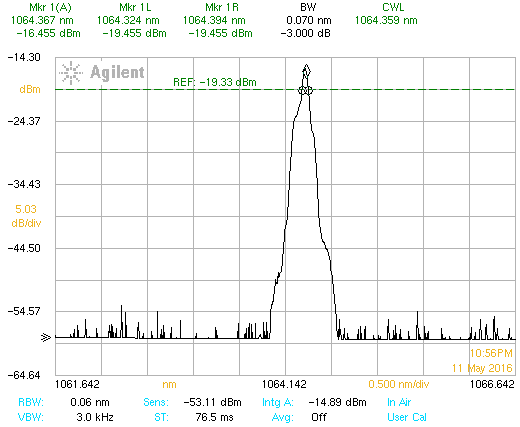 Mkr 1(A) Mkr 1L Mkr 1R BW CWL
1064.367 nm 1064.324 nm 1064.394 nm 0.070 nm 1064.359 nm
-16.455 dBm -19.455 dBm -19.455 dBm -3.000 dB
-14.30
Agilent
REF: -19.33 dBm
dBm
-24.37
-34.43
5.03
dB/div
-44.50
-54.57
10:56PM
-64.64
11 May 2016
1061.642 nm 1064.142 0.500 nm/div 1066.642
RBW: 0.06 nm Sens: -53.11 dBm Intg A: -14.89 dBm In Air
VBW: 3.0 kHz ST: 76.5 ms Avg: Off User Cal